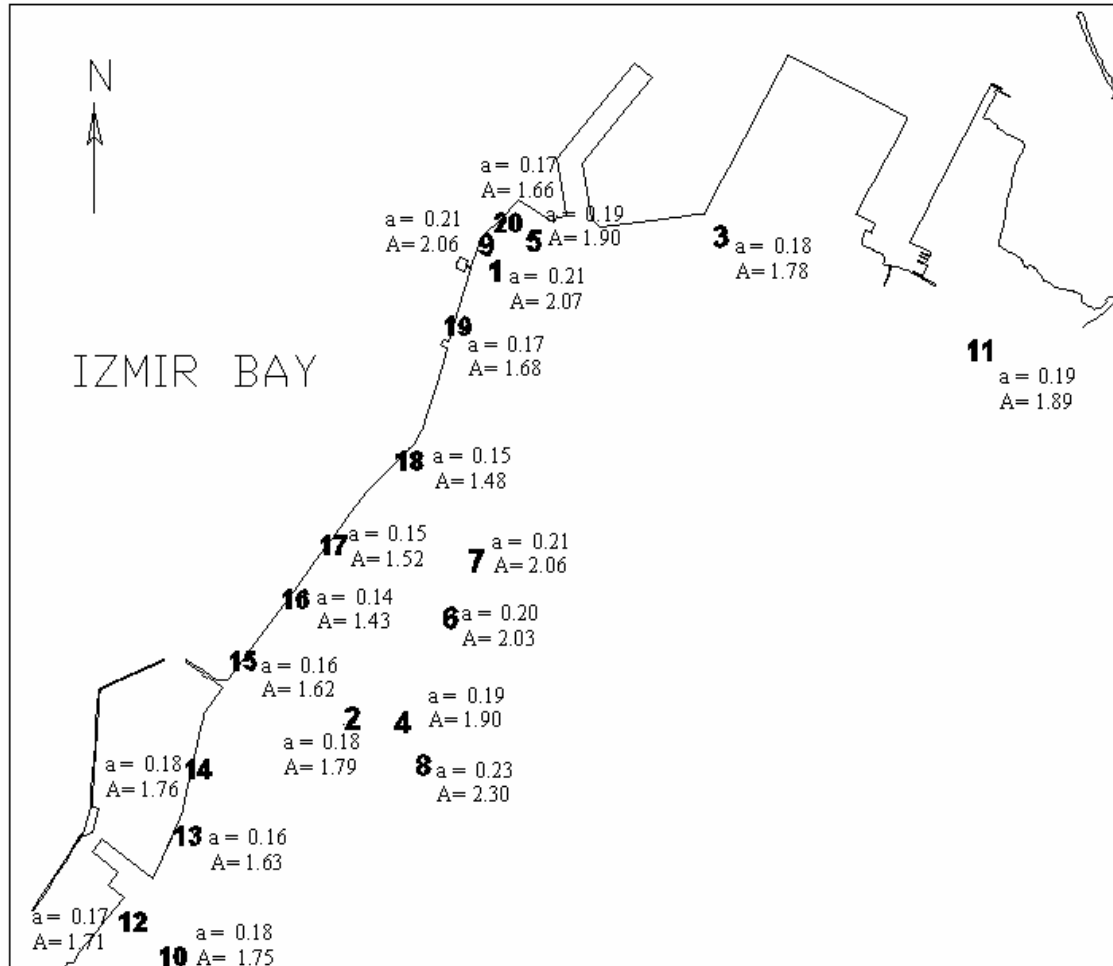 N
a = 0.17
A= 1.66
20
a = 0.21
A= 2.06
9
5
a = 0.19
A= 1.90
3
a = 0.18
A= 1.78
1
a = 0.21
A= 2.07
19
a = 0.17
A= 1.68
IZMIR BAY
11
a = 0.19
A= 1.89
18
a = 0.15
A= 1.48
17
a = 0.15
A= 1.52
7
a = 0.21
A= 2.06
16
a = 0.14
A= 1.43
6
a = 0.20
A= 2.03
15
a = 0.16
A= 1.62
2
a = 0.18
A= 1.79
4
a = 0.19
A= 1.90
14
a = 0.18
A= 1.76
8
a = 0.23
A= 2.30
13
a = 0.16
A= 1.63
12
a = 0.17
A= 1.71
10
a = 0.18
A= 1.75